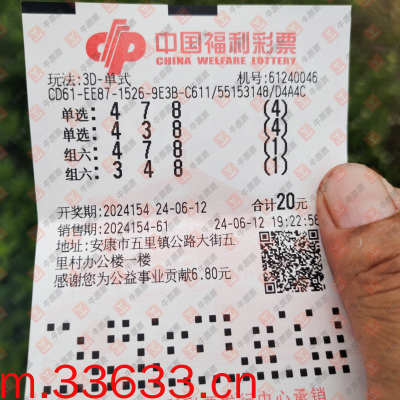 中国福利彩票
CHINA WELFARE LOTTERY
玩法:3D-单式 机号:61240046
CD61-EE87-1526-9E3B-C611/55153148/D4A4C
单选: 4 7 8 (4)
单选: 4 3 8 (4)
组六: 4 7 8 (1)
组六: 3 4 8 (1)
开奖期:2024154 24-06-12 合计20元
销售期:2024154-61 24-06-12 19:22:56
地址:安康市五里镇公路大街五
里村办公楼一楼
感谢您为公益事业贡献6.80元
m.33633.cn
中心承销